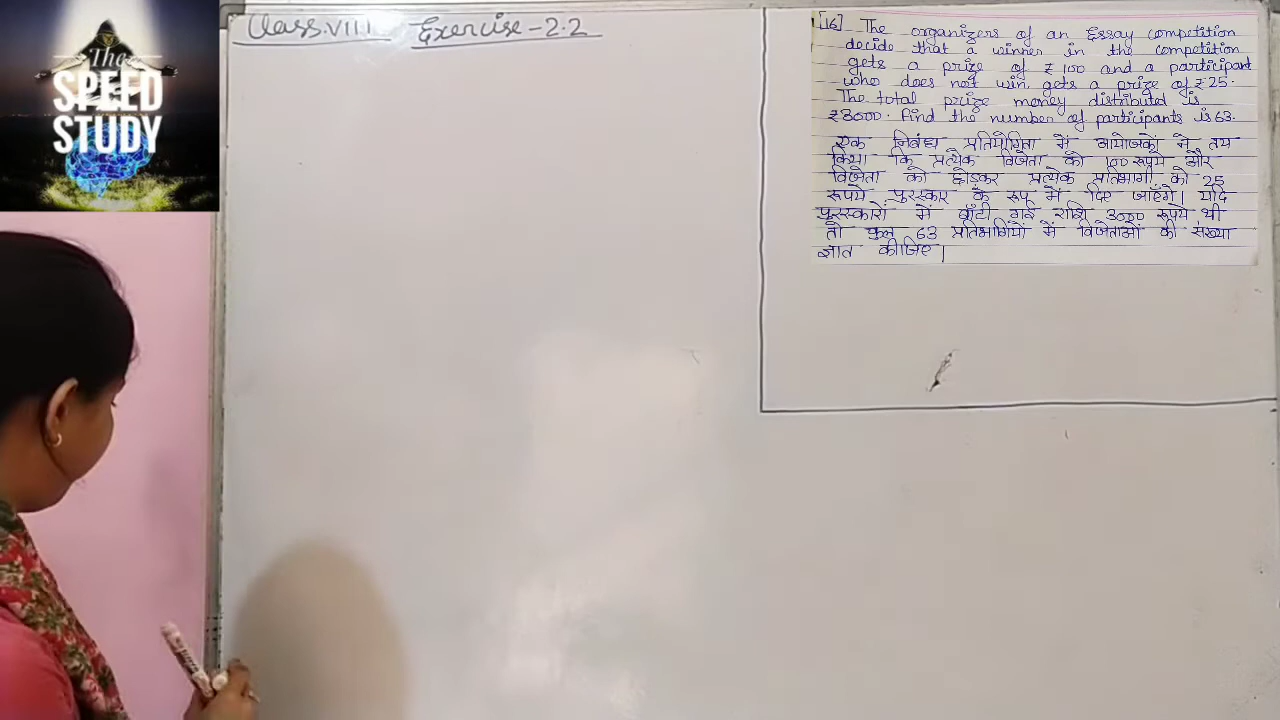 The
SPEED
STUDY
Class.VIII Exercise-2.2
[16]. The organizers of an essay competition
decide that a winner in the competition
gets a prize of ₹100 and a participant
who does not win gets a prize of ₹25
The total prize money distributed is
₹3000. find the number of participants is 63.
एक निबंध प्रतियोगिता में आयोजकों ने तय
किया कि प्रत्येक विजेता को 100 रूपये और
विजेता को छोड़कर प्रत्येक प्रतिभागी को 25
रूपये पुरस्कार के रूप में दिए जाएँगे। यदि
पुरस्कारों में बाँटी गई राशि 3000 रूपये थी
तो कुल 63 प्रतिभागियों में विजेताओं की संख्या
ज्ञात कीजिए|